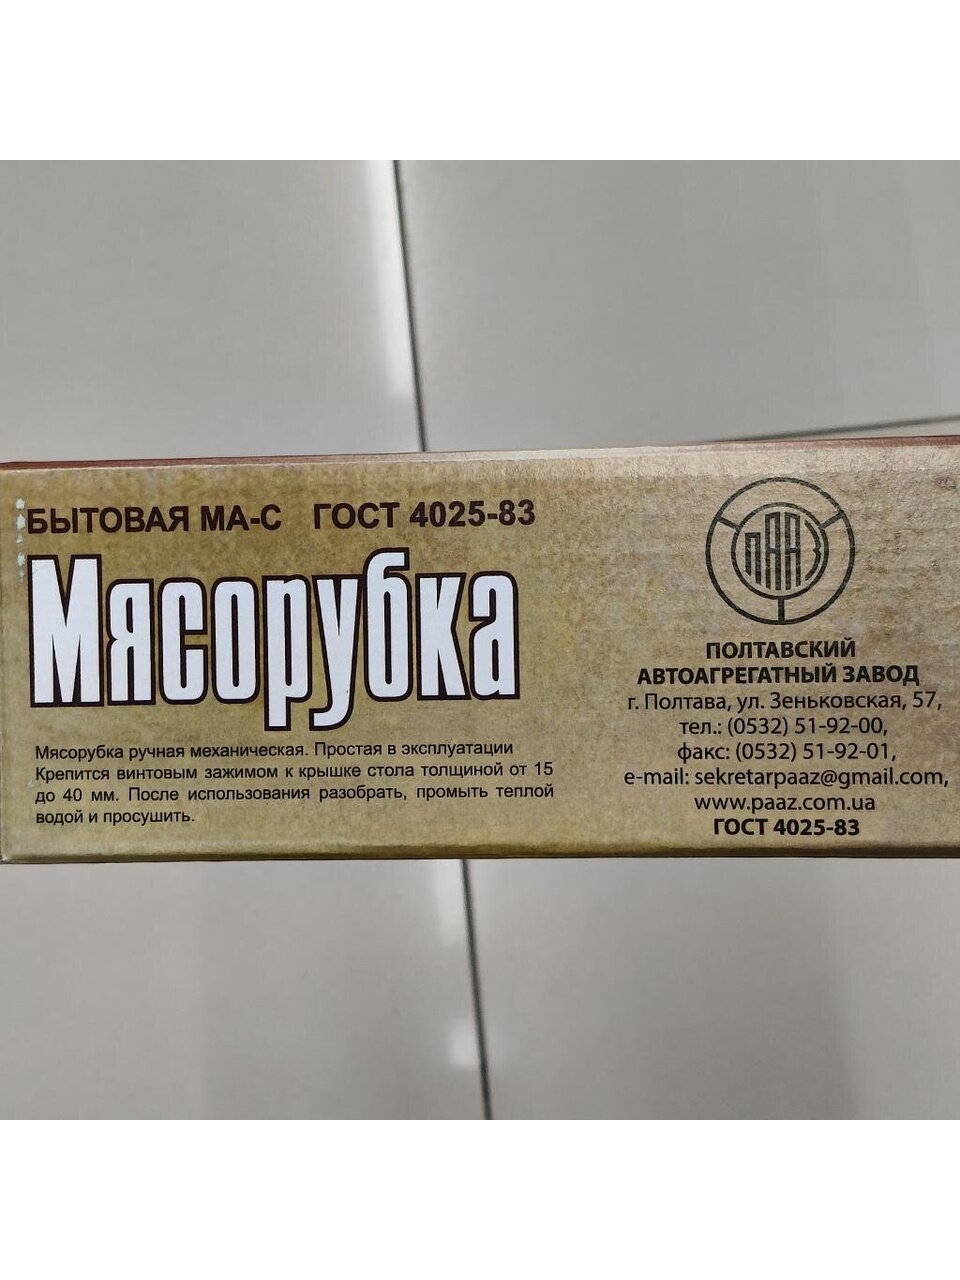 БЫТОВАЯ МА-С ГОСТ 4025-83
Мясорубка
Мясорубка ручная механическая. Простая в эксплуатации
Крепится винтовым зажимом к крышке стола толщиной от 15
до 40 мм. После использования разобрать, промыть теплой
водой и просушить.
ПААЗ
ПОЛТАВСКИЙ
АВТОАГРЕГАТНЫЙ ЗАВОД
г. Полтава, ул. Зеньковская, 57,
тел.: (0532) 51-92-00,
факс: (0532) 51-92-01,
e-mail: sekretarpaaz@gmail.com,
www.paaz.com.ua
ГОСТ 4025-83